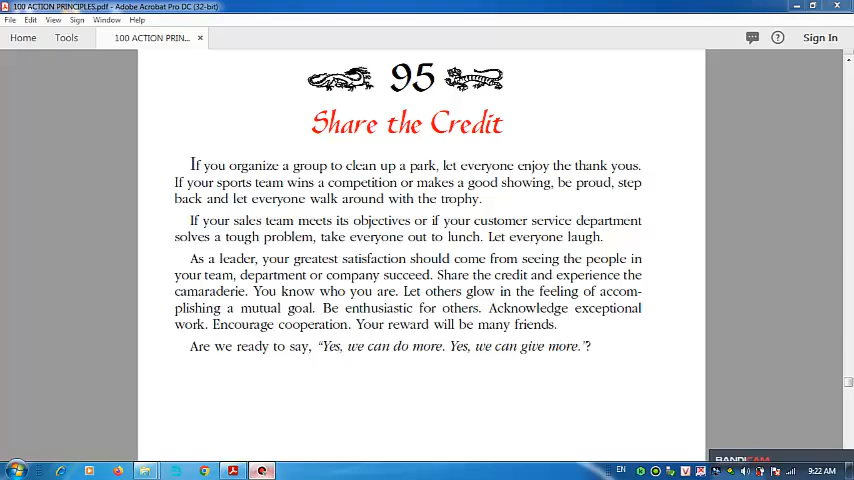 100 ACTION PRINCIPLES.pdf - Adobe Acrobat Pro DC (32-bit)
File Edit View Sign Window Help
Home Tools 100 ACTION PRIN... × Sign In
95
Share the Credit
If you organize a group to clean up a park, let everyone enjoy the thank yous.
If your sports team wins a competition or makes a good showing, be proud, step
back and let everyone walk around with the trophy.
If your sales team meets its objectives or if your customer service department
solves a tough problem, take everyone out to lunch. Let everyone laugh.
As a leader, your greatest satisfaction should come from seeing the people in
your team, department or company succeed. Share the credit and experience the
camaraderie. You know who you are. Let others glow in the feeling of accom-
plishing a mutual goal. Be enthusiastic for others. Acknowledge exceptional
work. Encourage cooperation. Your reward will be many friends.
Are we ready to say, “Yes, we can do more. Yes, we can give more.”?
BANDICAM
EN 9:22 AM